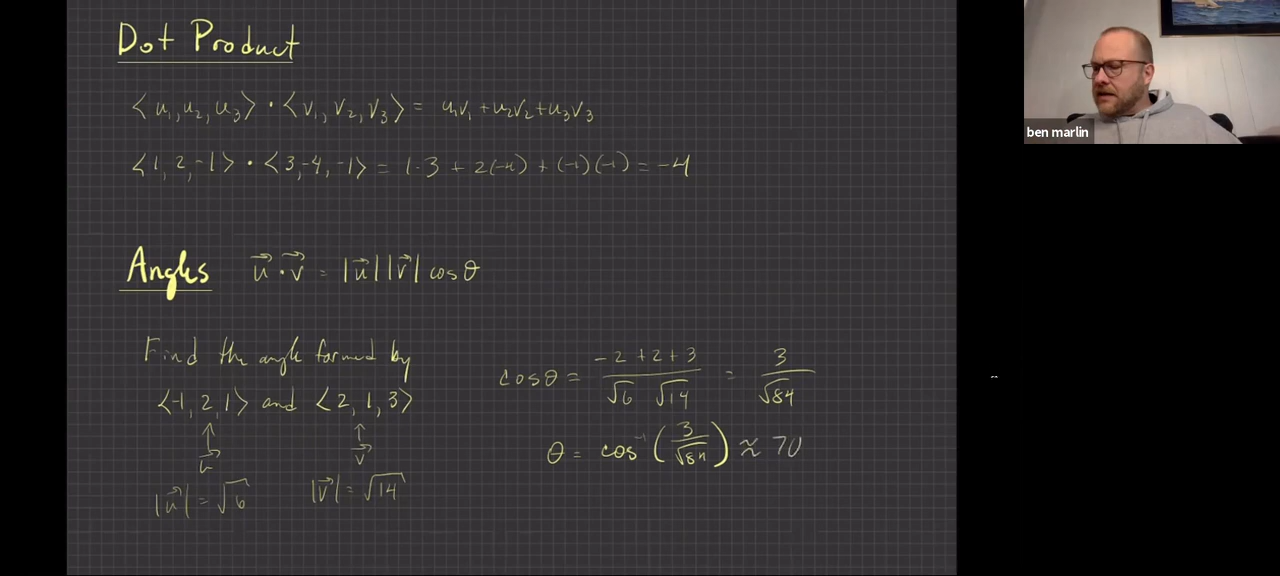 Dot Product
<u₁, u₂, u₃> · <v₁, v₂, v₃> = u₁v₁ + u₂v₂ + u₃v₃
<1, 2, -1> · <3, -4, -1> = 1·3 + 2(-4) + (-1)(-1) = -4
Angles u⃗ · v⃗ = |u⃗| |v⃗| cos θ
Find the angle formed by
<-1, 2, 1> and <2, 1, 3>
↑ ↑
u⃗ v⃗
|u⃗| = √6 |v⃗| = √14
cos θ = (-2 + 2 + 3)/(√6 √14) = 3/√84
θ = cos⁻¹(3/√84) ≈ 70
ben marlin